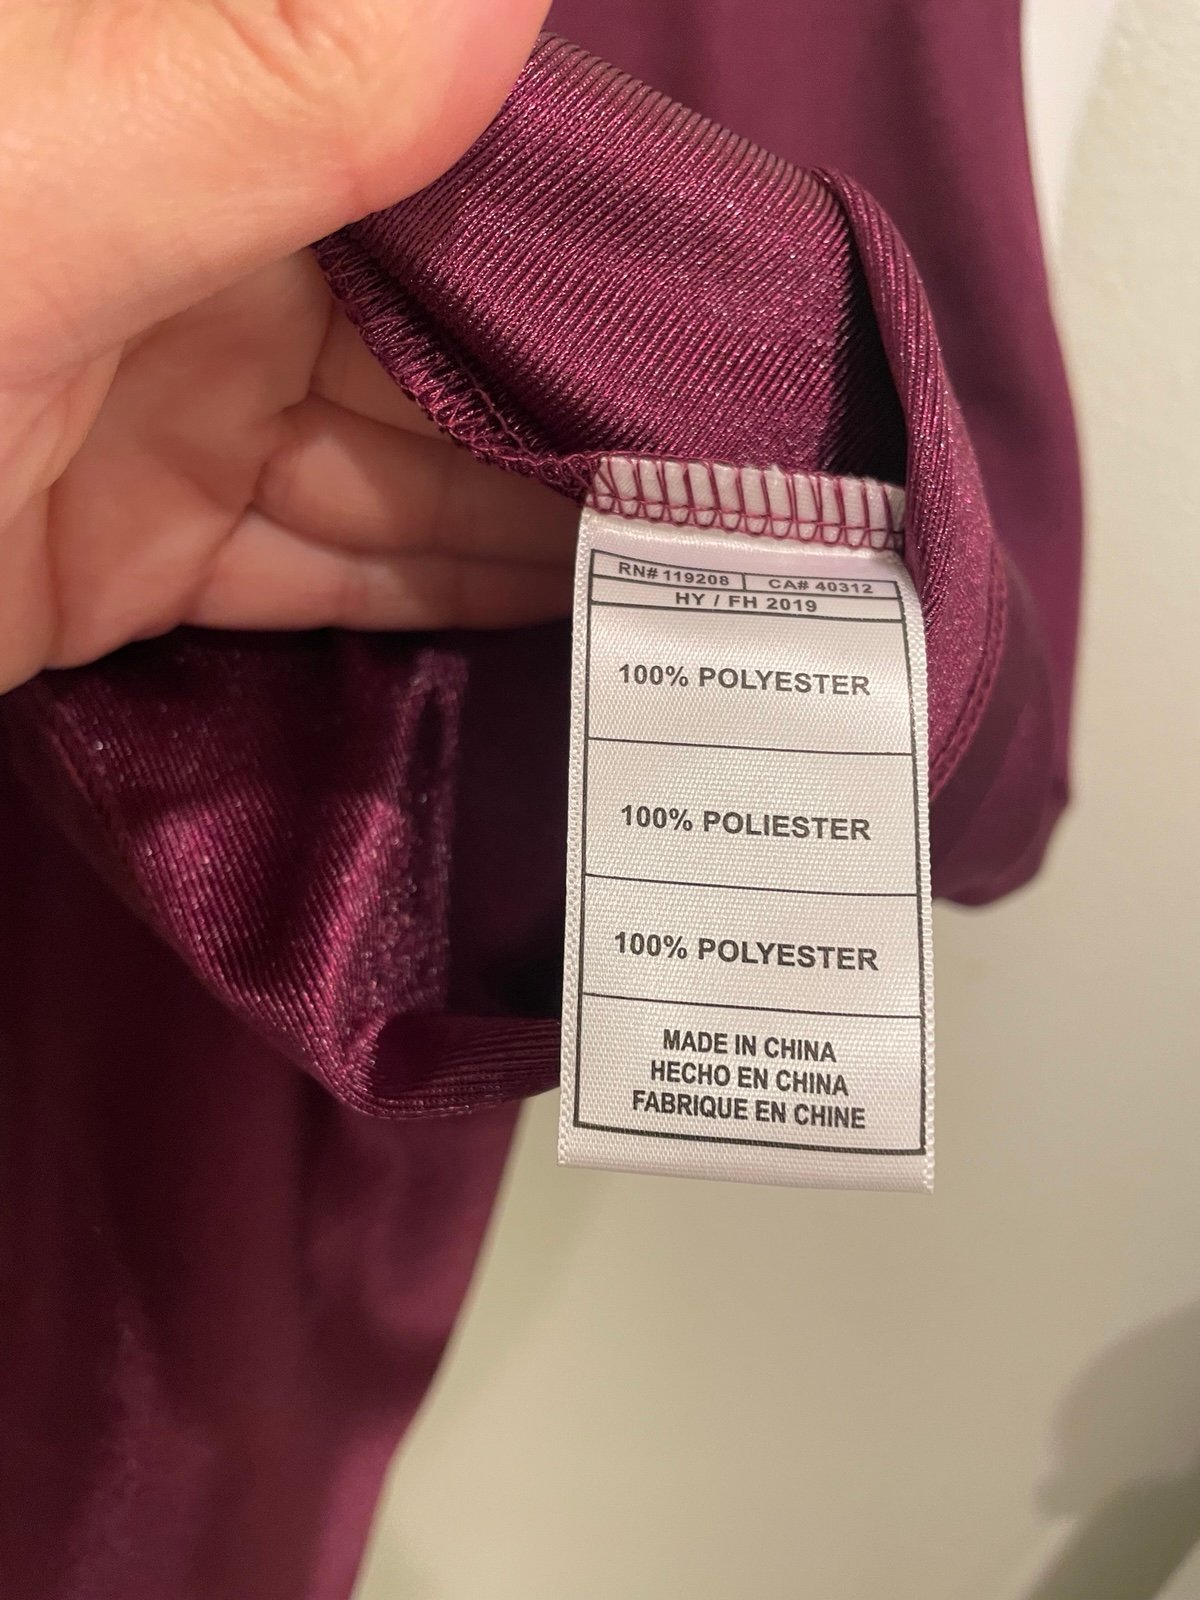 RN# 119208 CA# 40312
HY / FH 2019
100% POLYESTER
100% POLIESTER
100% POLYESTER
MADE IN CHINA
HECHO EN CHINA
FABRIQUE EN CHINE